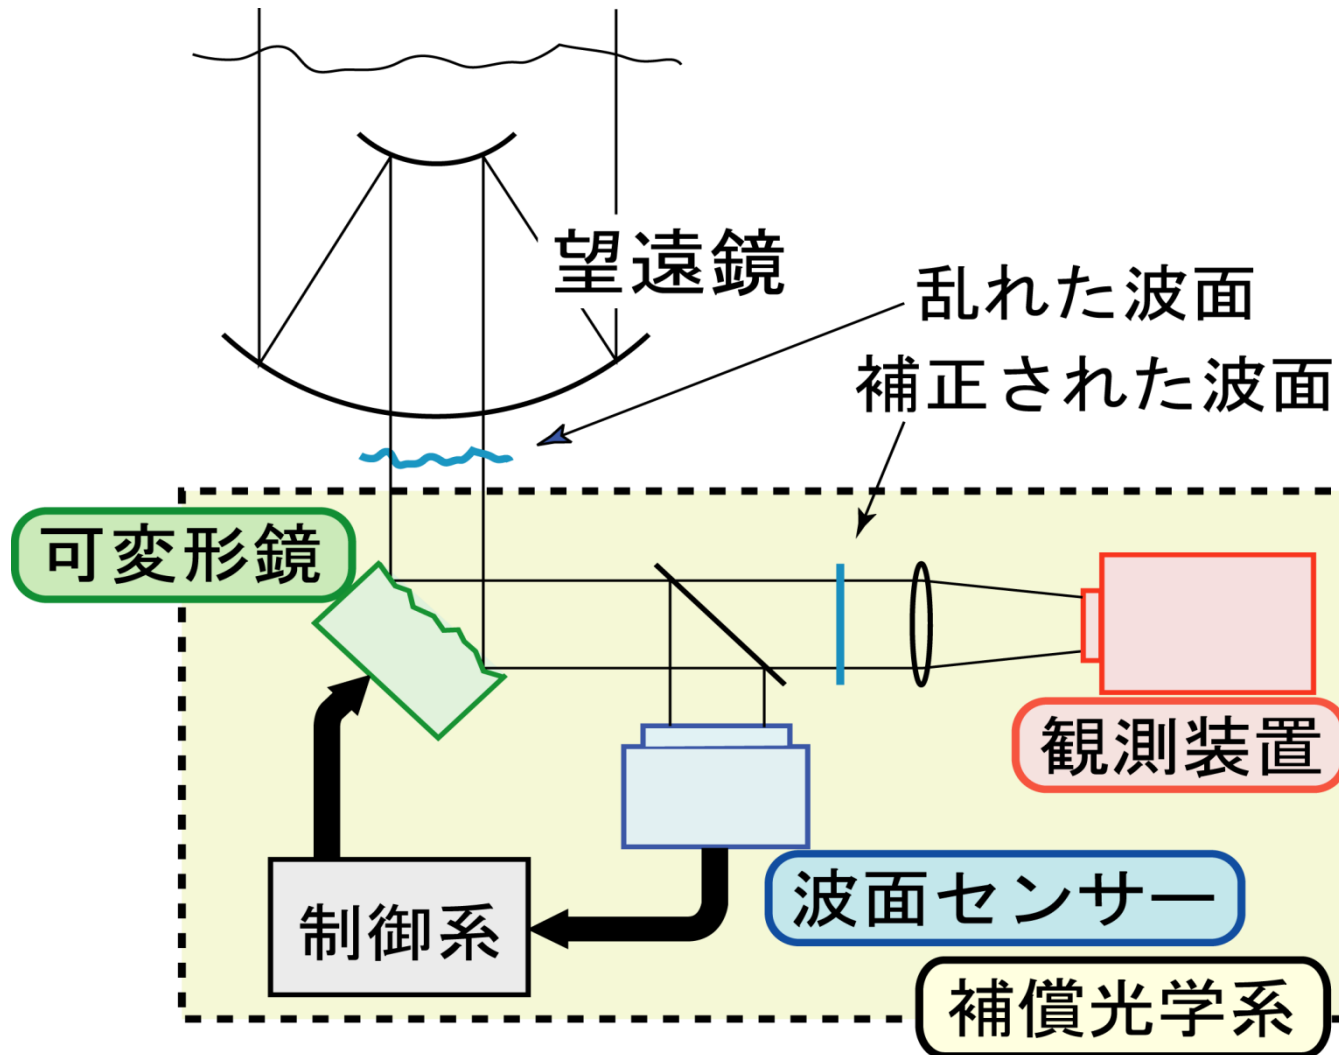 望遠鏡
乱れた波面
補正された波面
可変形鏡
観測装置
波面センサー
制御系
補償光学系